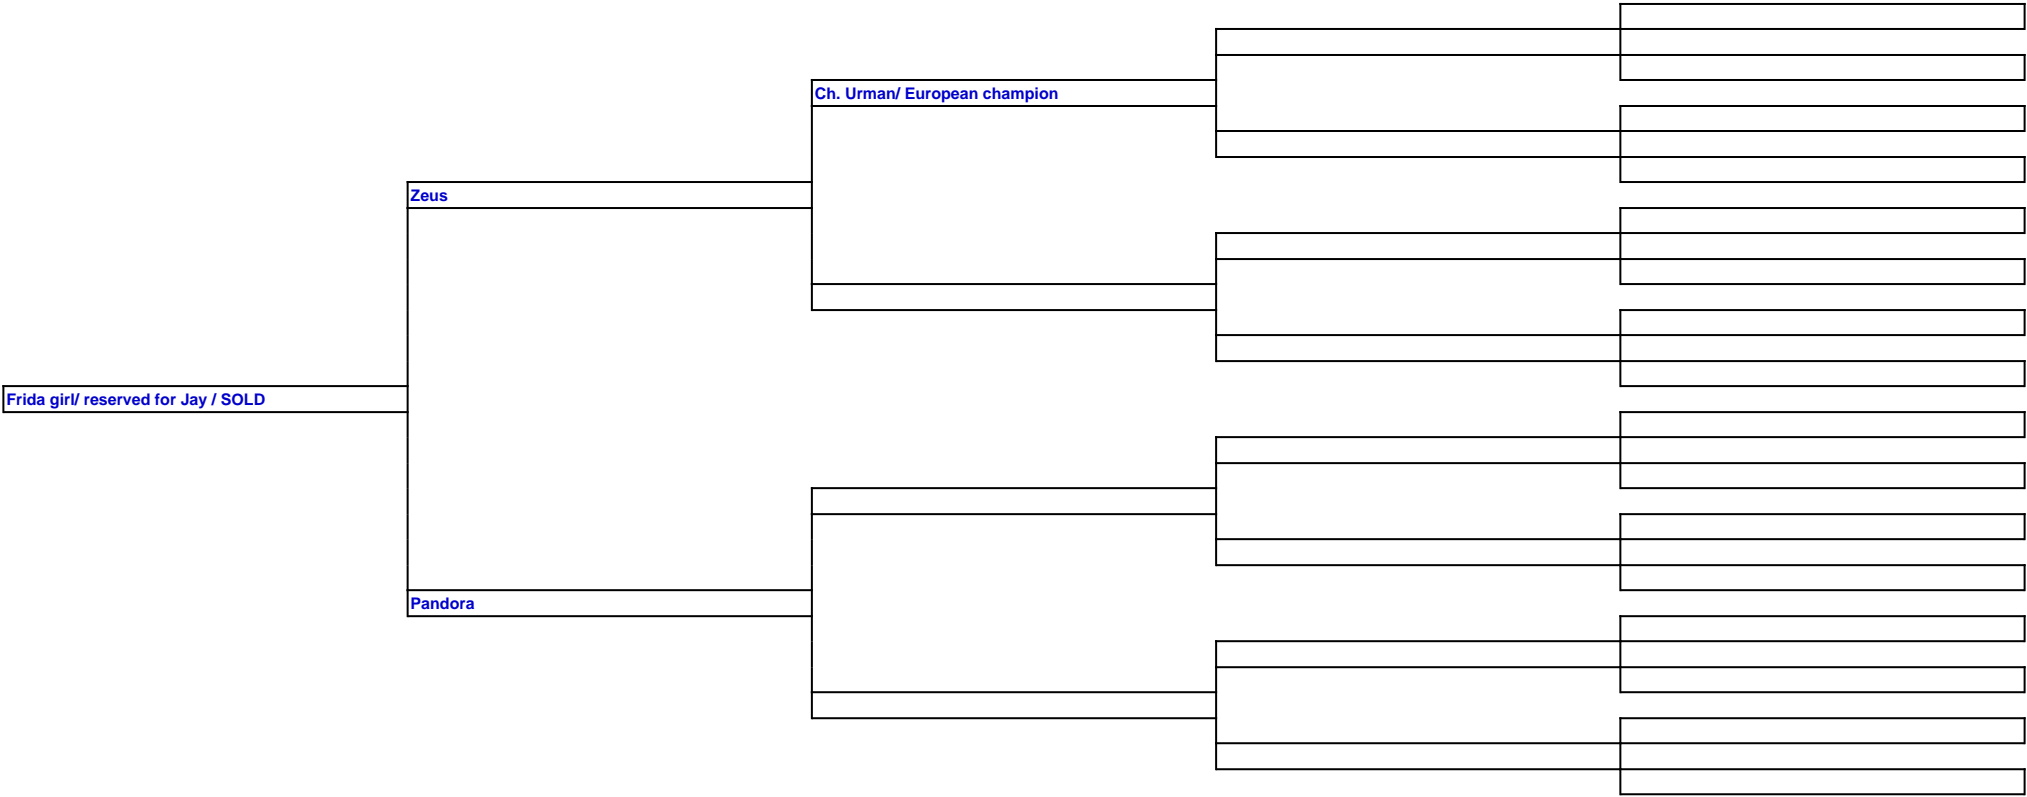 Ch. Urman/ European champion
Zeus
Frida girl/ reserved for Jay / SOLD
Pandora